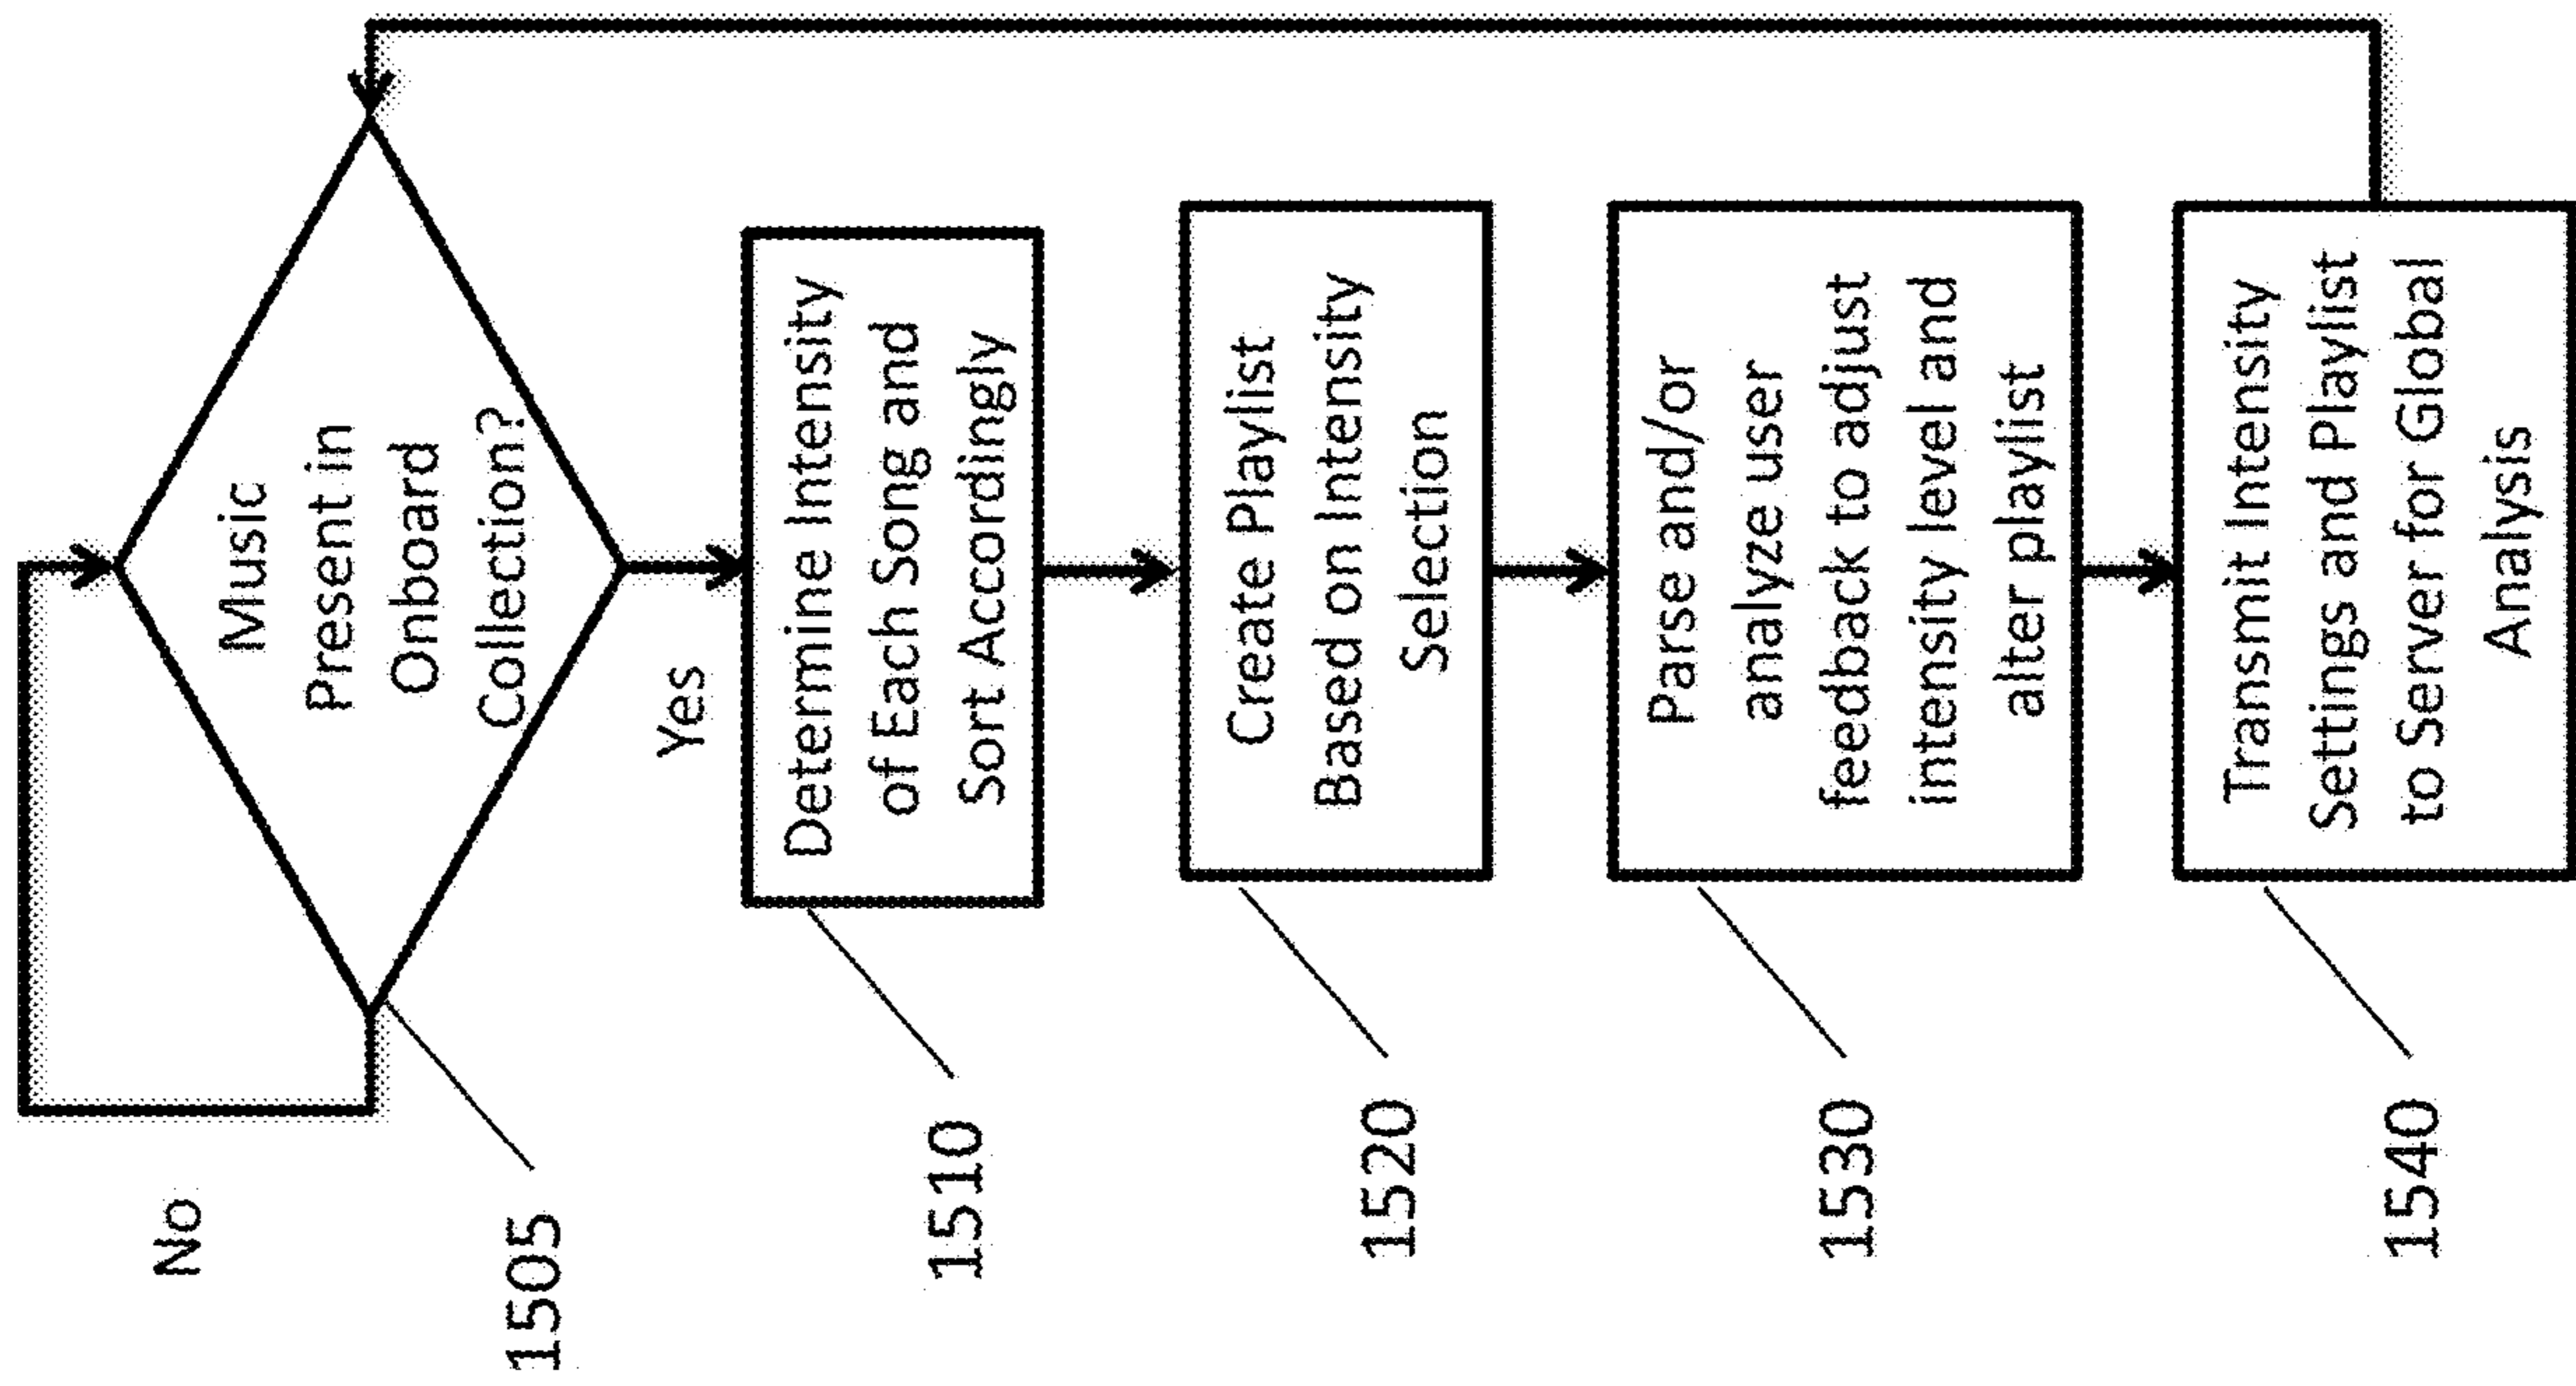 No
Music
Present in
Onboard
Collection?
1505
Yes
Determine Intensity
of Each Song and
Sort Accordingly
1510
Create Playlist
Based on Intensity
Selection
1520
Parse and/or
analyze user
feedback to adjust
intensity level and
alter playlist
1530
Transmit Intensity
Settings and Playlist
to Server for Global
Analysis
1540